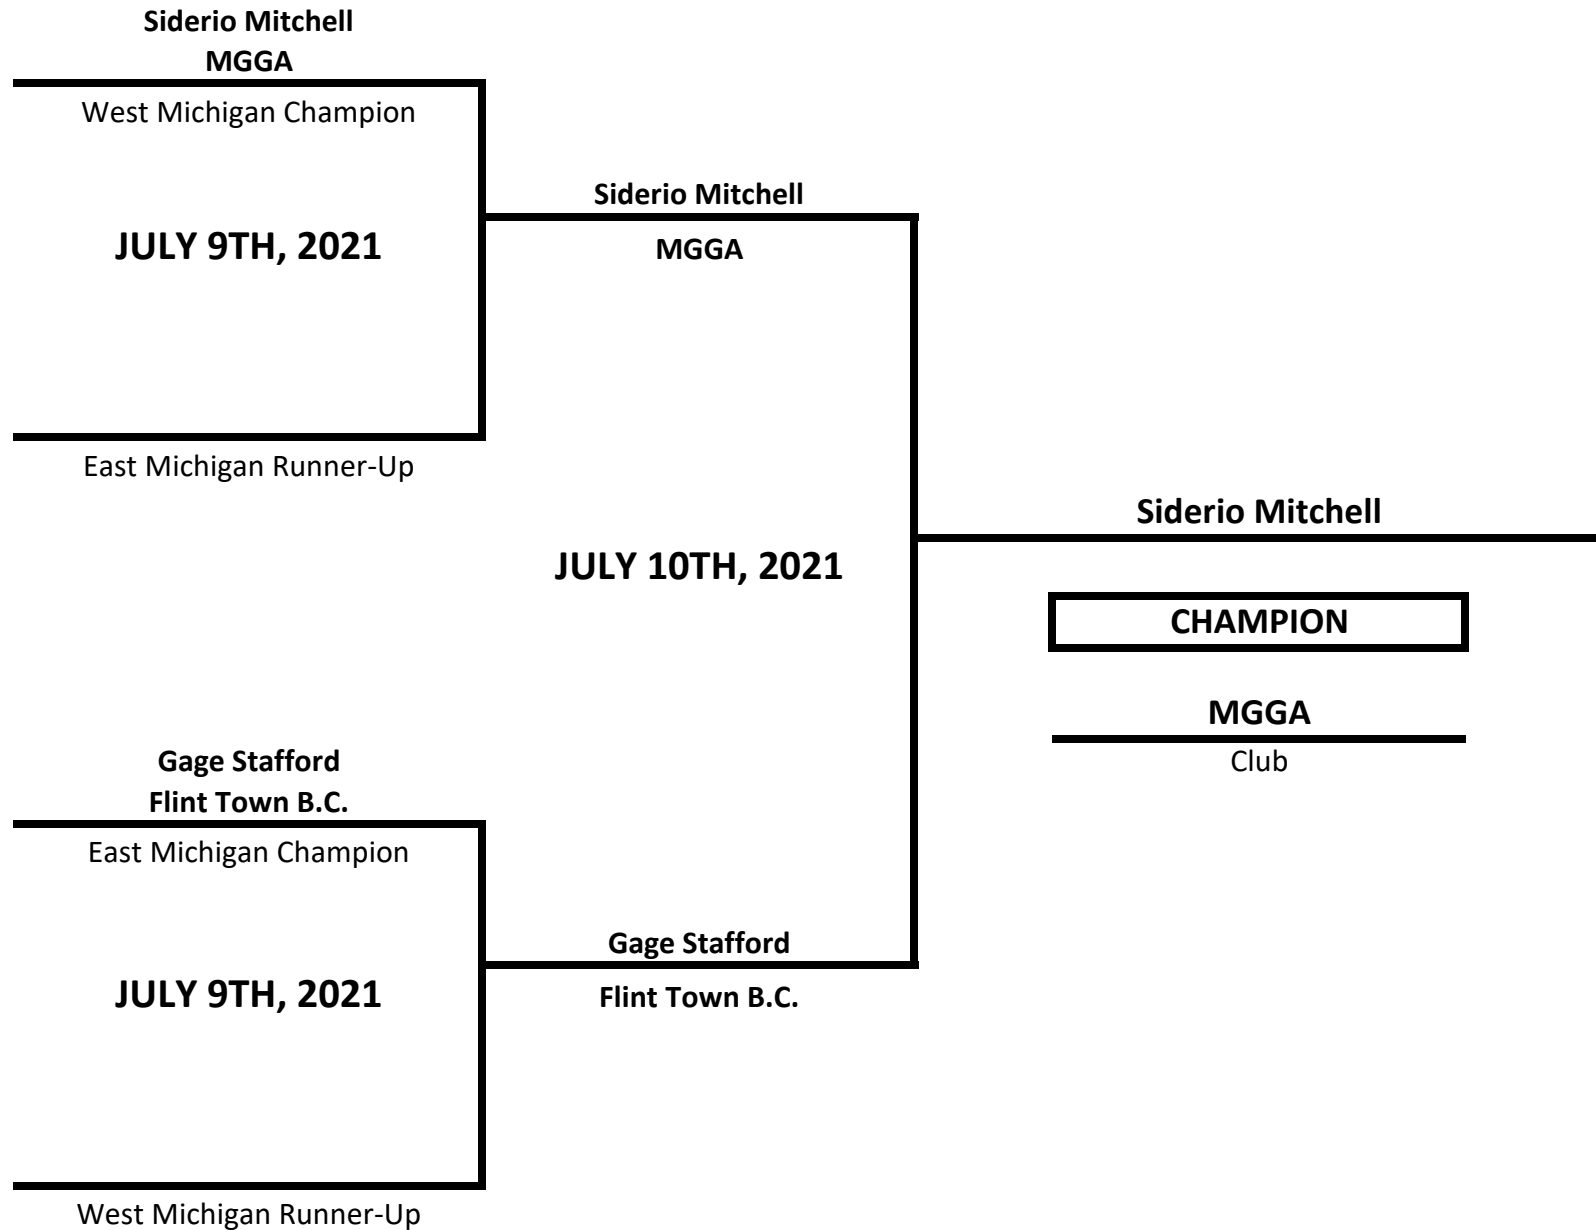 Siderio Mitchell
MGGA
West Michigan Champion
JULY 9TH, 2021
East Michigan Runner-Up
Siderio Mitchell
MGGA
JULY 10TH, 2021
Siderio Mitchell
CHAMPION
MGGA
Club
Gage Stafford
Flint Town B.C.
East Michigan Champion
JULY 9TH, 2021
West Michigan Runner-Up
Gage Stafford
Flint Town B.C.